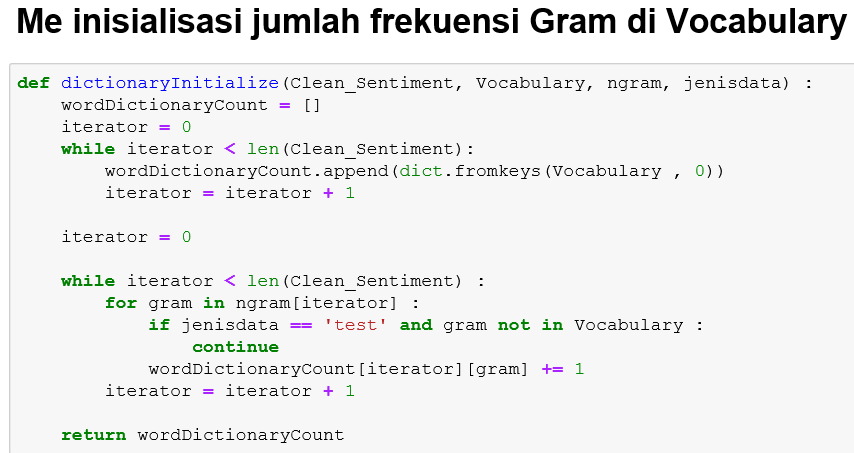 Me inisialisasi jumlah frekuensi Gram di Vocabulary
def dictionaryInitialize(Clean_Sentiment, Vocabulary, ngram, jenisdata) :
    wordDictionaryCount = []
    iterator = 0
    while iterator < len(Clean_Sentiment):
        wordDictionaryCount.append(dict.fromkeys(Vocabulary , 0))
        iterator = iterator + 1

    iterator = 0

    while iterator < len(Clean_Sentiment) :
        for gram in ngram[iterator] :
            if jenisdata == 'test' and gram not in Vocabulary :
                continue
            wordDictionaryCount[iterator][gram] += 1
        iterator = iterator + 1

    return wordDictionaryCount